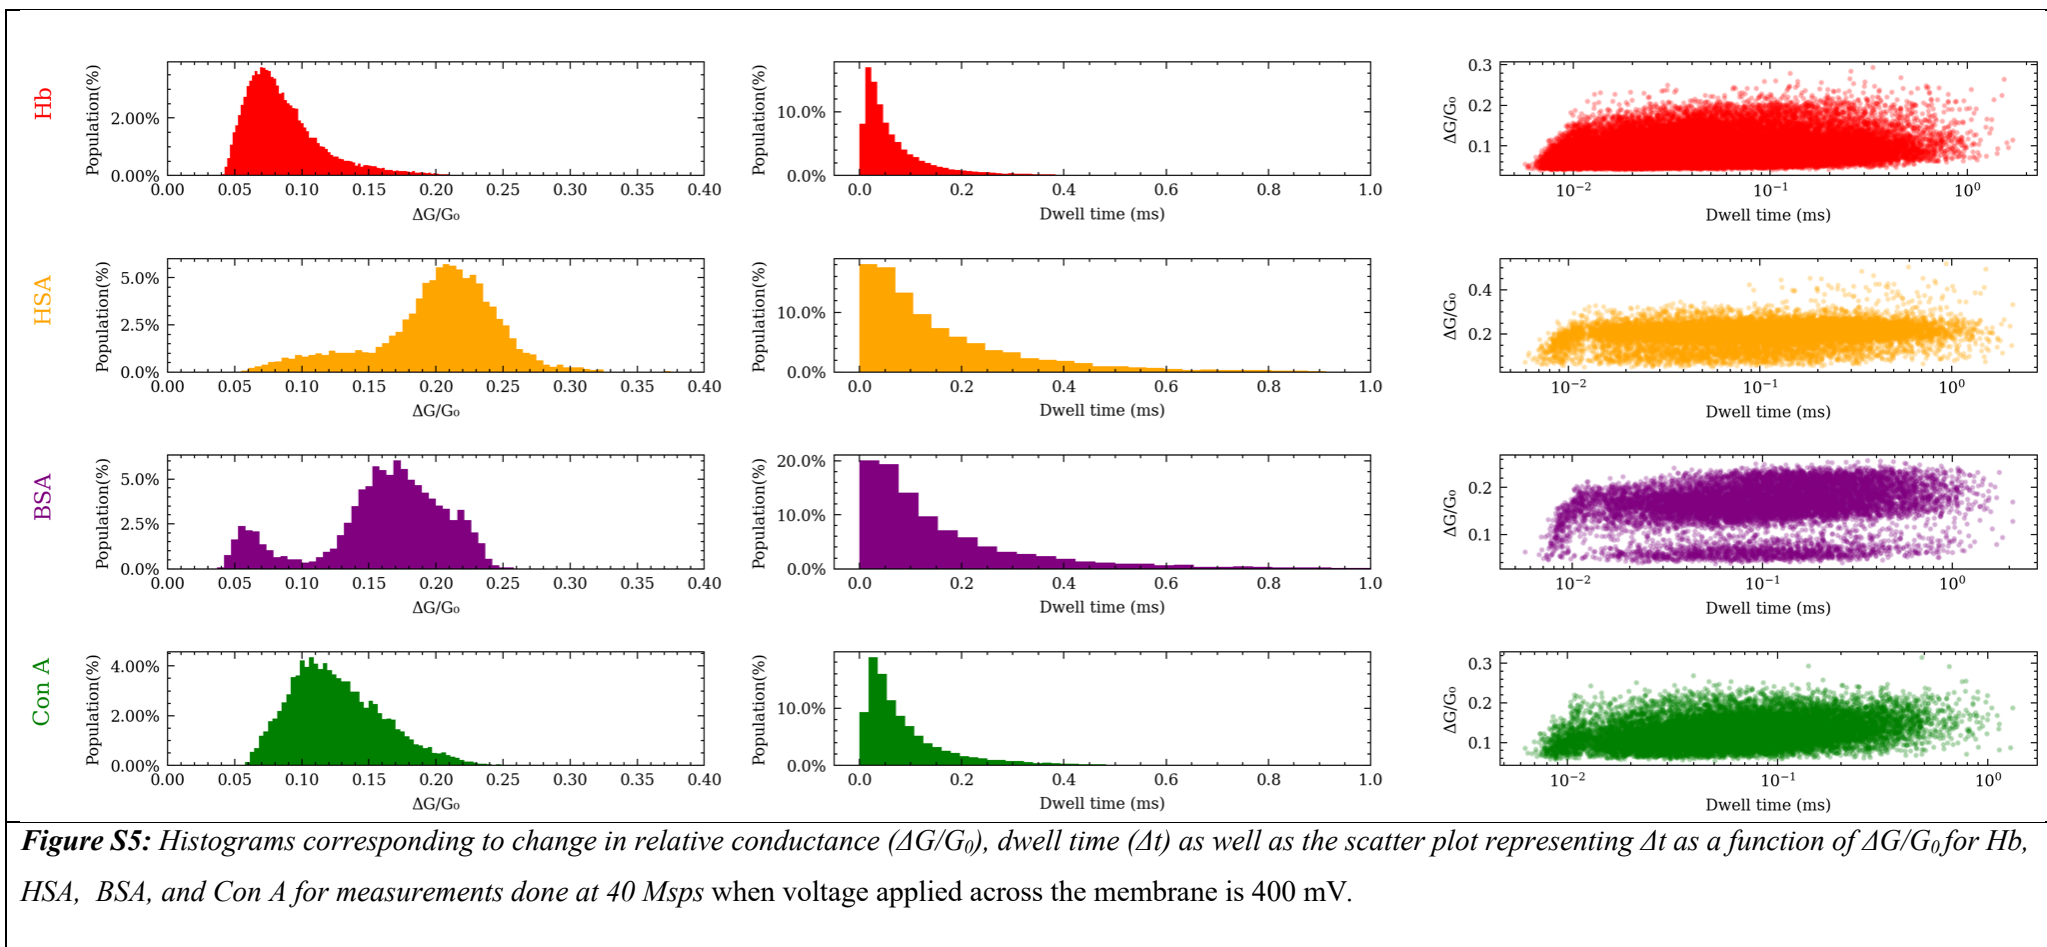 Hb
Population(%)
2.00%
0.00%
0.00 0.05 0.10 0.15 0.20 0.25 0.30 0.35 0.40
ΔG/G₀
Population(%)
10.0%
0.0%
0.0 0.2 0.4 0.6 0.8 1.0
Dwell time (ms)
ΔG/G₀
0.3
0.2
0.1
10⁻² 10⁻¹ 10⁰
Dwell time (ms)
HSA
Population(%)
5.0%
2.5%
0.0%
0.00 0.05 0.10 0.15 0.20 0.25 0.30 0.35 0.40
ΔG/G₀
Population(%)
10.0%
0.0%
0.0 0.2 0.4 0.6 0.8 1.0
Dwell time (ms)
ΔG/G₀
0.4
0.2
10⁻² 10⁻¹ 10⁰
Dwell time (ms)
BSA
Population(%)
5.0%
2.5%
0.0%
0.00 0.05 0.10 0.15 0.20 0.25 0.30 0.35 0.40
ΔG/G₀
Population(%)
20.0%
10.0%
0.0%
0.0 0.2 0.4 0.6 0.8 1.0
Dwell time (ms)
ΔG/G₀
0.2
0.1
10⁻² 10⁻¹ 10⁰
Dwell time (ms)
Con A
Population(%)
4.00%
2.00%
0.00%
0.00 0.05 0.10 0.15 0.20 0.25 0.30 0.35 0.40
ΔG/G₀
Population(%)
10.0%
0.0%
0.0 0.2 0.4 0.6 0.8 1.0
Dwell time (ms)
ΔG/G₀
0.3
0.2
0.1
10⁻² 10⁻¹ 10⁰
Dwell time (ms)
Figure S5: Histograms corresponding to change in relative conductance (ΔG/G₀), dwell time (Δt) as well as the scatter plot representing Δt as a function of ΔG/G₀ for Hb,
HSA, BSA, and Con A for measurements done at 40 Msps when voltage applied across the membrane is 400 mV.